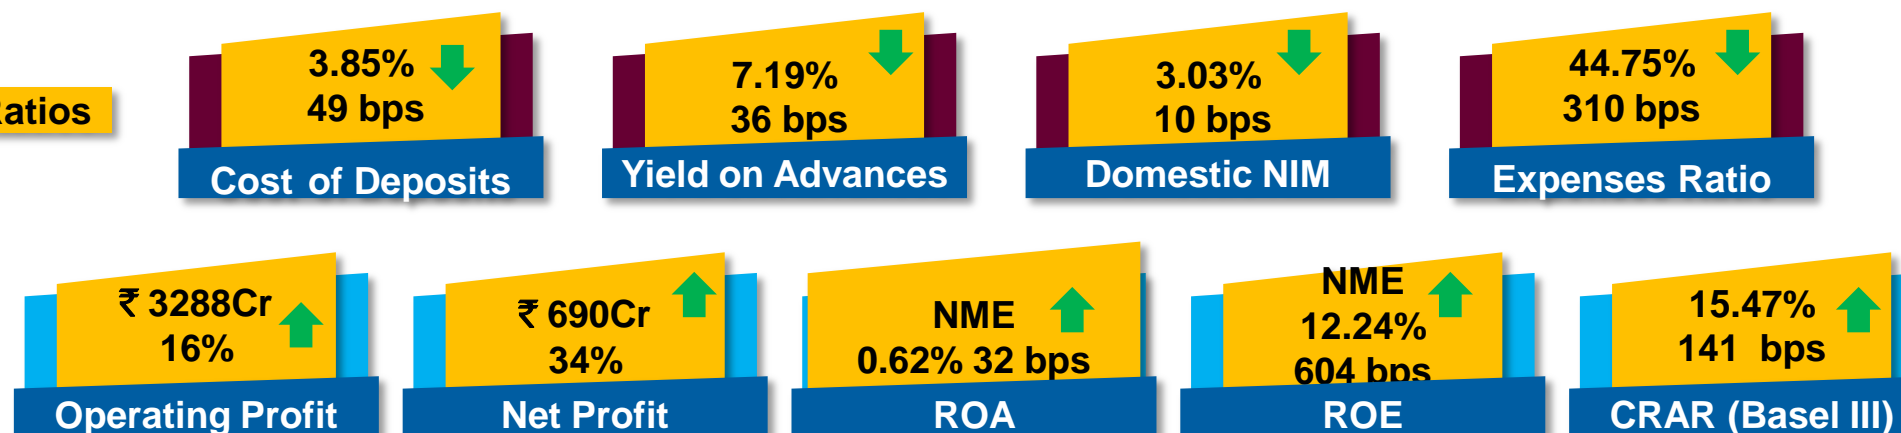 atios
3.85%
49 bps
Cost of Deposits
7.19%
36 bps
Yield on Advances
3.03%
10 bps
Domestic NIM
44.75%
310 bps
Expenses Ratio
₹ 3288Cr
16%
Operating Profit
₹ 690Cr
34%
Net Profit
NME
0.62% 32 bps
ROA
NME
12.24%
604 bps
ROE
15.47%
141 bps
CRAR (Basel III)